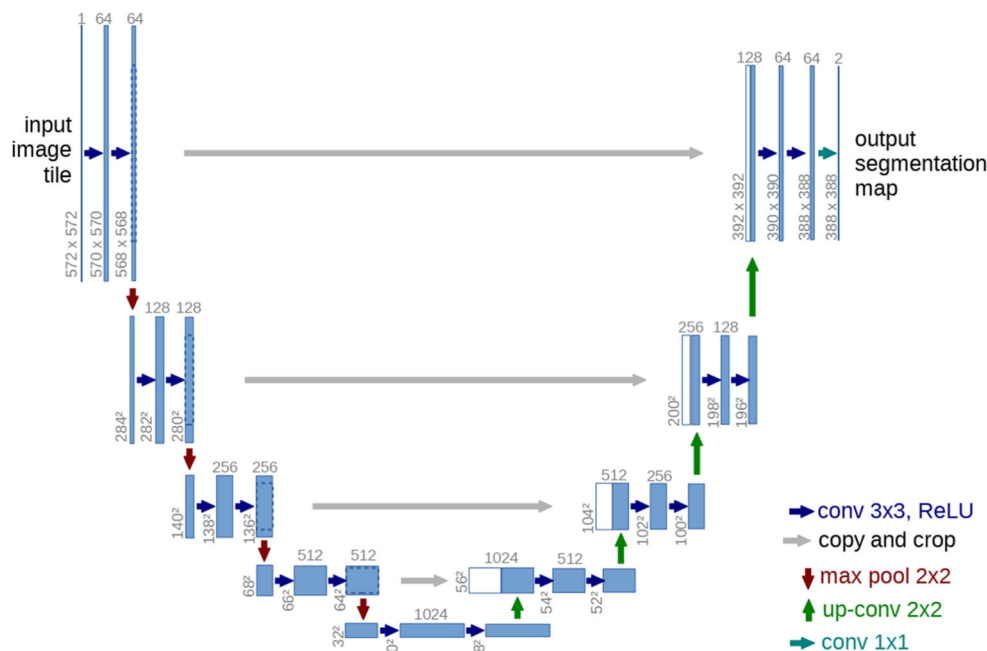 1 64 64
128 64 64 2
input
image
tile
output
segmentation
map
572 x 572
570 x 570
568 x 568
392 x 392
390 x 390
388 x 388
388 x 388
128 128
256 128
284²
282²
280²
200²
198²
196²
256 256
512 256
140²
138²
136²
104²
102²
100²
512 512
1024 512
68²
66²
64²
56²
54²
52²
1024
32²
conv 3x3, ReLU
copy and crop
max pool 2x2
up-conv 2x2
conv 1x1